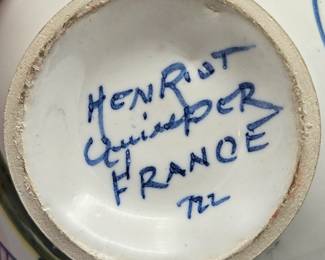 HENRIOT
Quimper
FRANCE
722